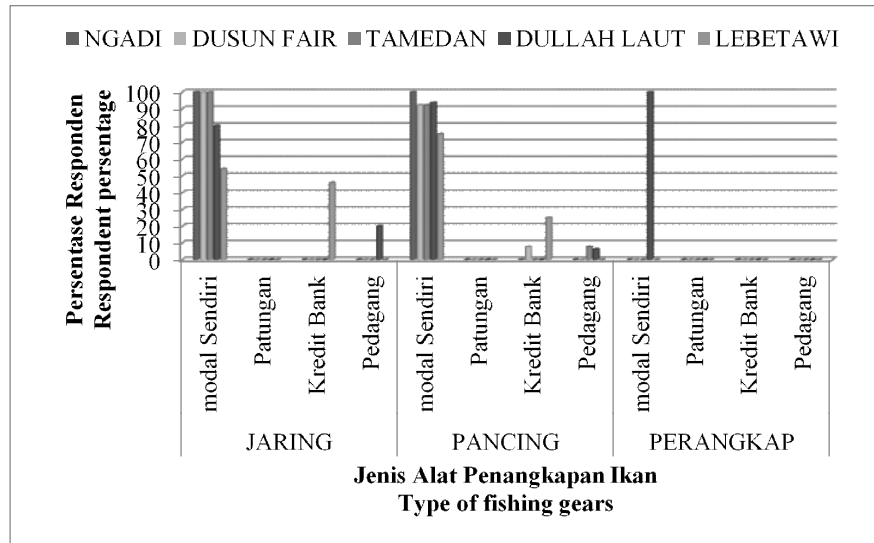 NGADI DUSUN FAIR TAMEDAN DULLAH LAUT LEBETAWI
Persentase Responden
Respondent percentage
100
90
80
70
60
50
40
30
20
10
0
modal Sendiri
Patungan
Kredit Bank
Pedagang
modal Sendiri
Patungan
Kredit Bank
Pedagang
modal Sendiri
Patungan
Kredit Bank
Pedagang
JARING PANCING PERANGKAP
Jenis Alat Penangkapan Ikan
Type of fishing gears